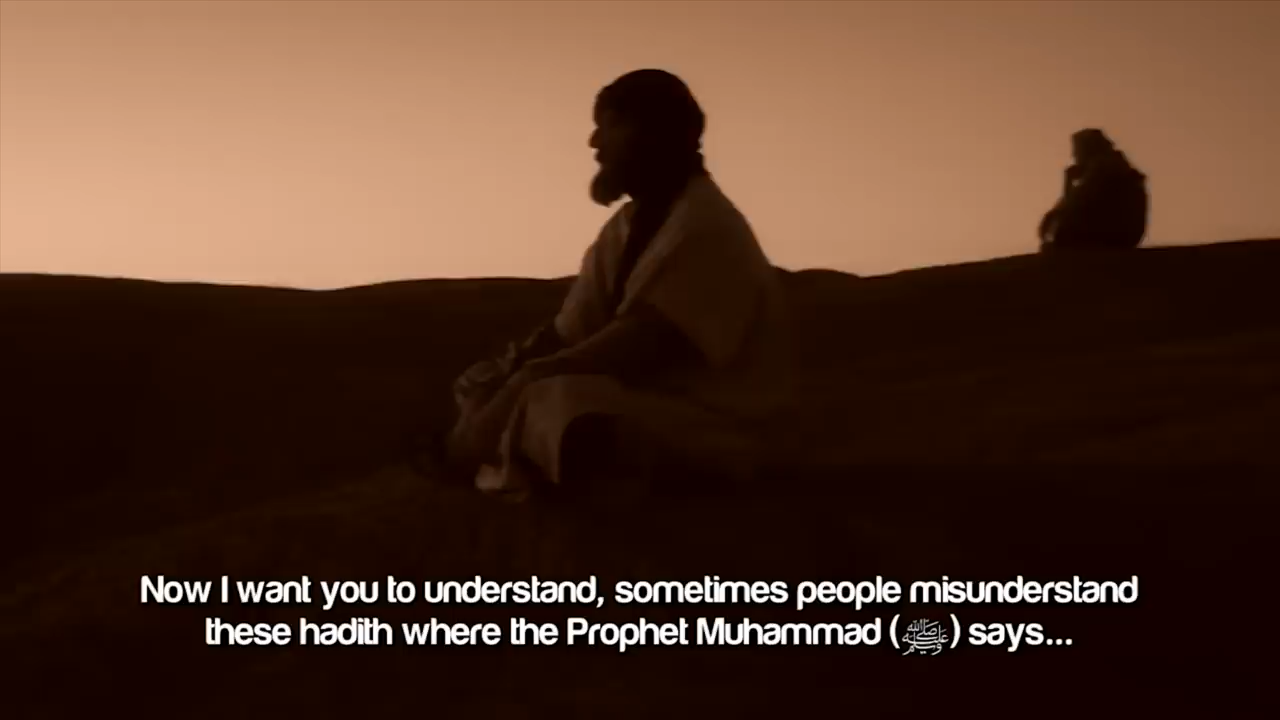 Now I want you to understand, sometimes people misunderstand
these hadith where the Prophet Muhammad (ﷺ) says...